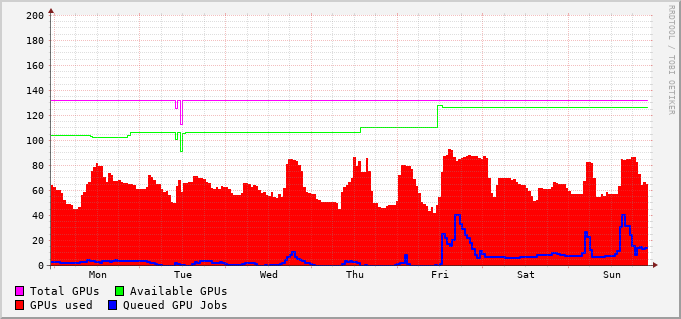 200
180
160
140
120
100
80
60
40
20
0
Mon Tue Wed Thu Fri Sat Sun
Total GPUs Available GPUs
GPUs used Queued GPU Jobs
RRDTOOL / TOBI OETIKER